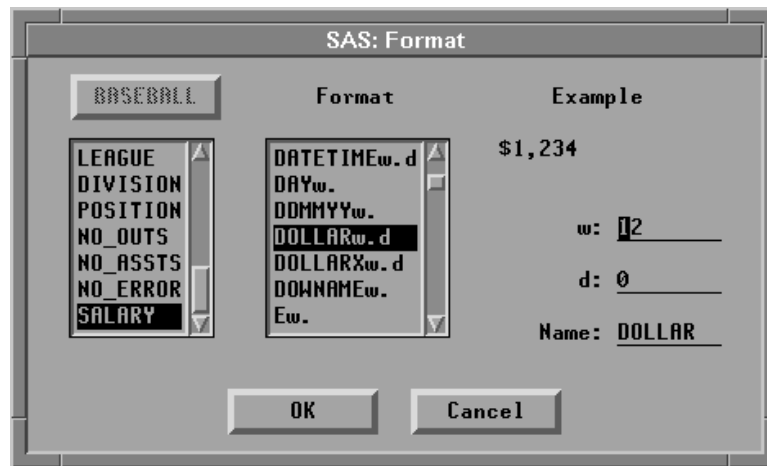 SAS: Format
BASEBALL
Format
Example
LEAGUE
DIVISION
POSITION
NO_OUTS
NO_ASSTS
NO_ERROR
SALARY
DATETIMEw.d
DAYw.
DDMMYYw.
DOLLARw.d
DOLLARXw.d
DOWNAMEw.
Ew.
$1,234
w: 12
d: 0
Name: DOLLAR
OK
Cancel